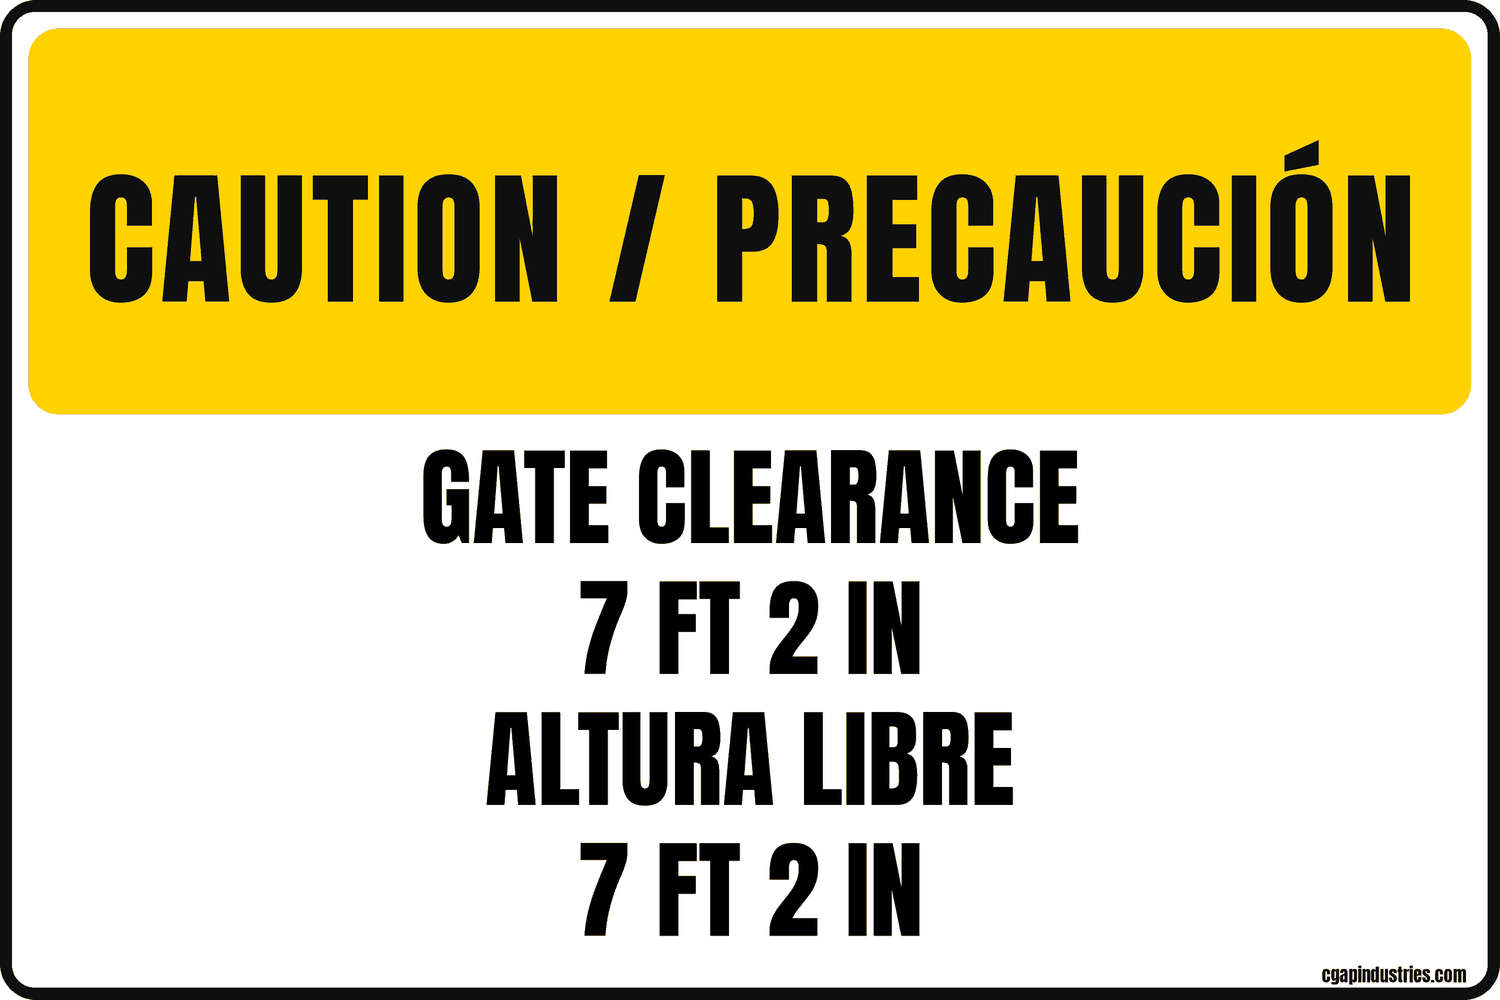 CAUTION / PRECAUCIÓN
GATE CLEARANCE
7 FT 2 IN
ALTURA LIBRE
7 FT 2 IN
cgapindustries.com